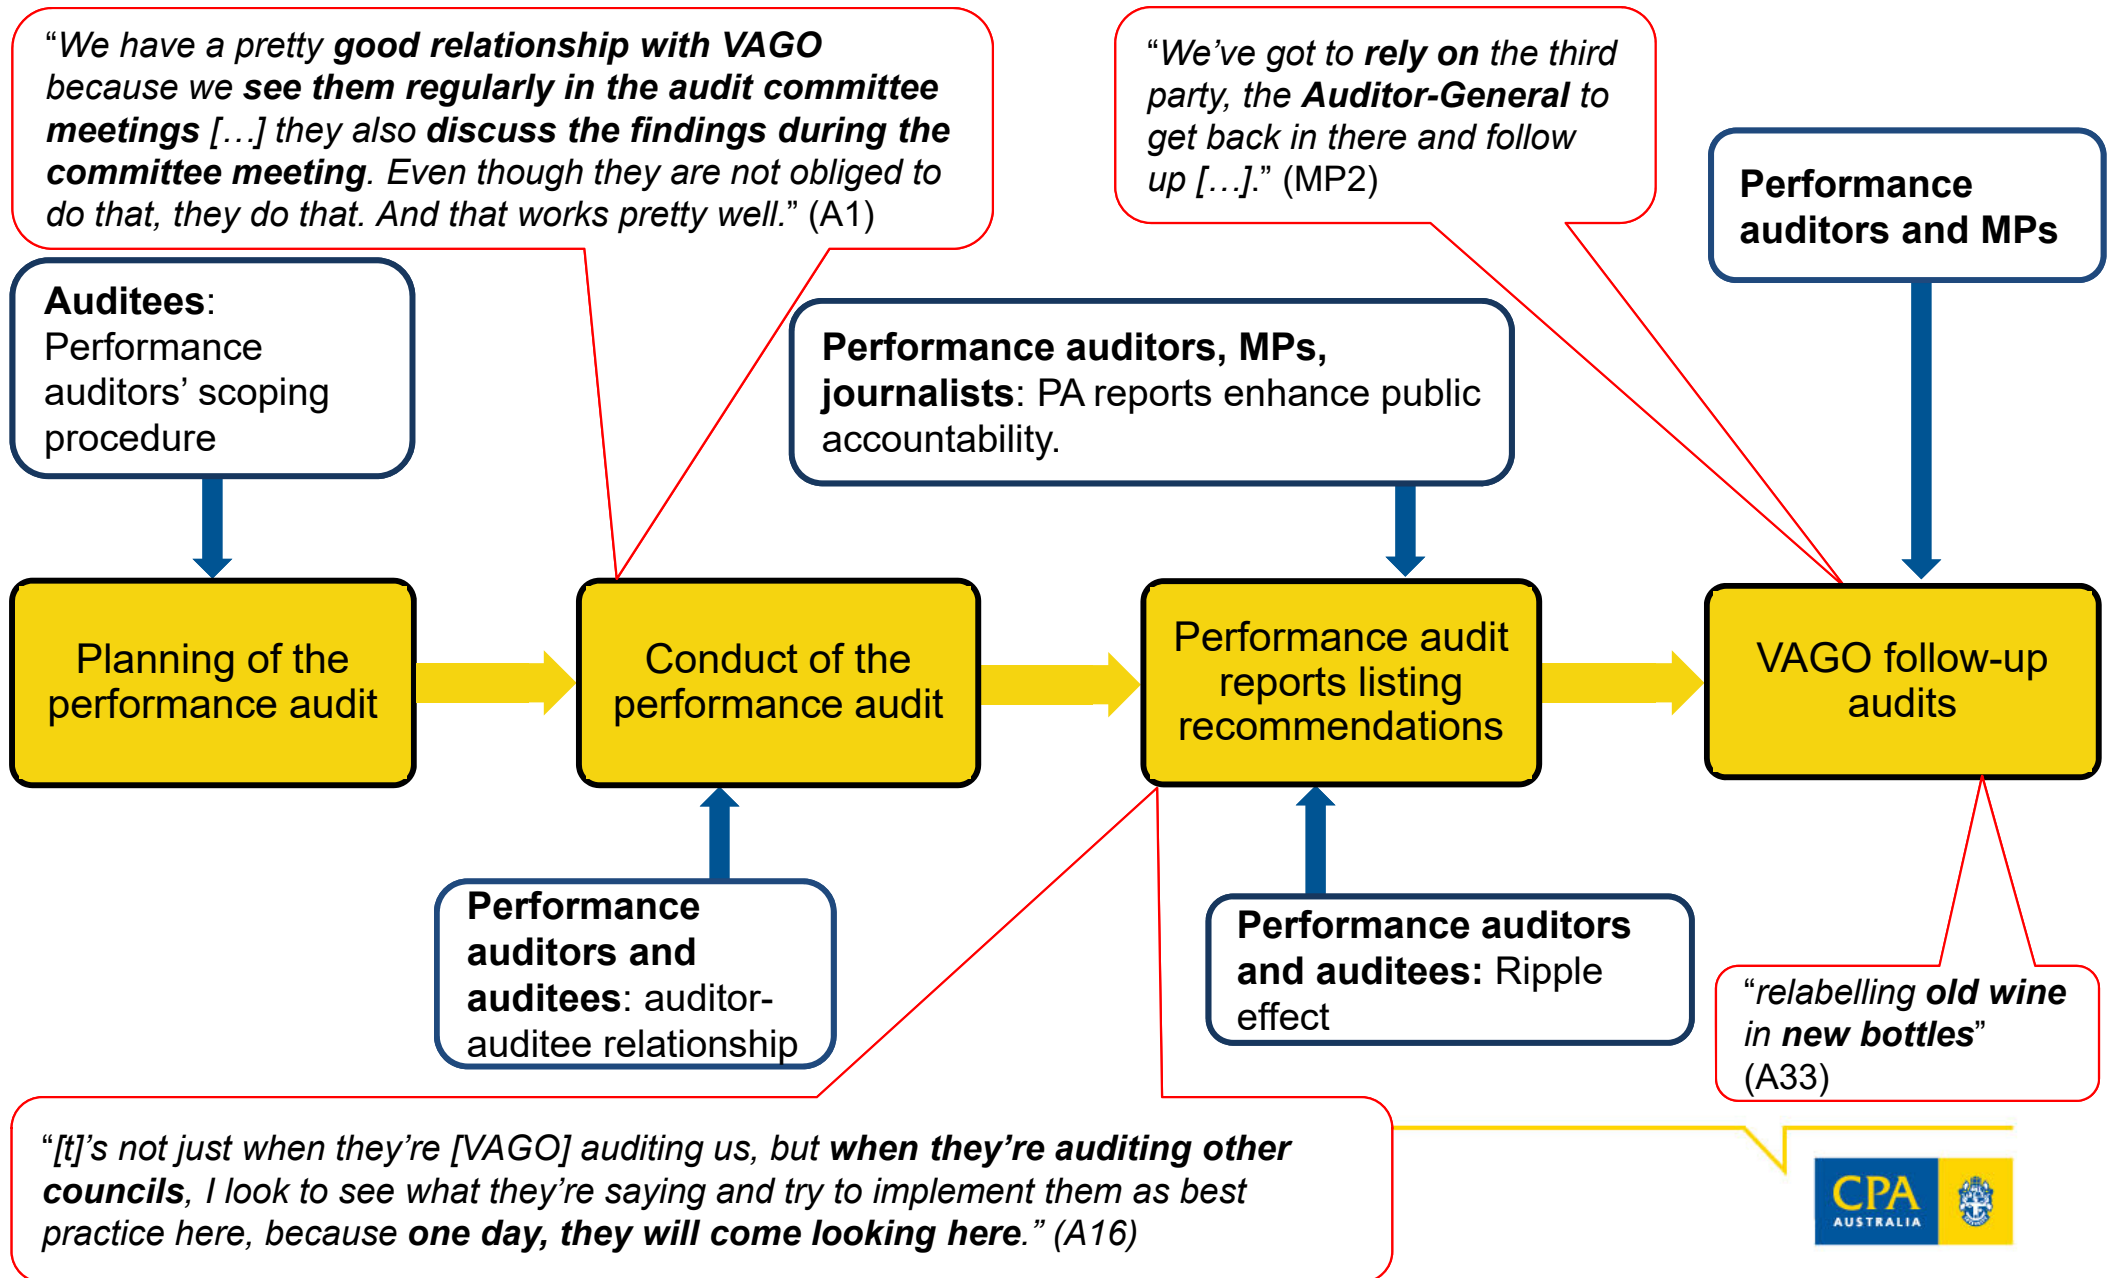 “We have a pretty good relationship with VAGO
because we see them regularly in the audit committee
meetings […] they also discuss the findings during the
committee meeting. Even though they are not obliged to
do that, they do that. And that works pretty well.” (A1)
“We’ve got to rely on the third
party, the Auditor-General to
get back in there and follow
up […].” (MP2)
Performance
auditors and MPs
Auditees:
Performance
auditors’ scoping
procedure
Performance auditors, MPs,
journalists: PA reports enhance public
accountability.
Planning of the
performance audit
Conduct of the
performance audit
Performance audit
reports listing
recommendations
VAGO follow-up
audits
Performance
auditors and
auditees: auditor-
auditee relationship
Performance auditors
and auditees: Ripple
effect
“relabelling old wine
in new bottles”
(A33)
“[t]’s not just when they’re [VAGO] auditing us, but when they’re auditing other
councils, I look to see what they’re saying and try to implement them as best
practice here, because one day, they will come looking here.” (A16)
CPA
AUSTRALIA